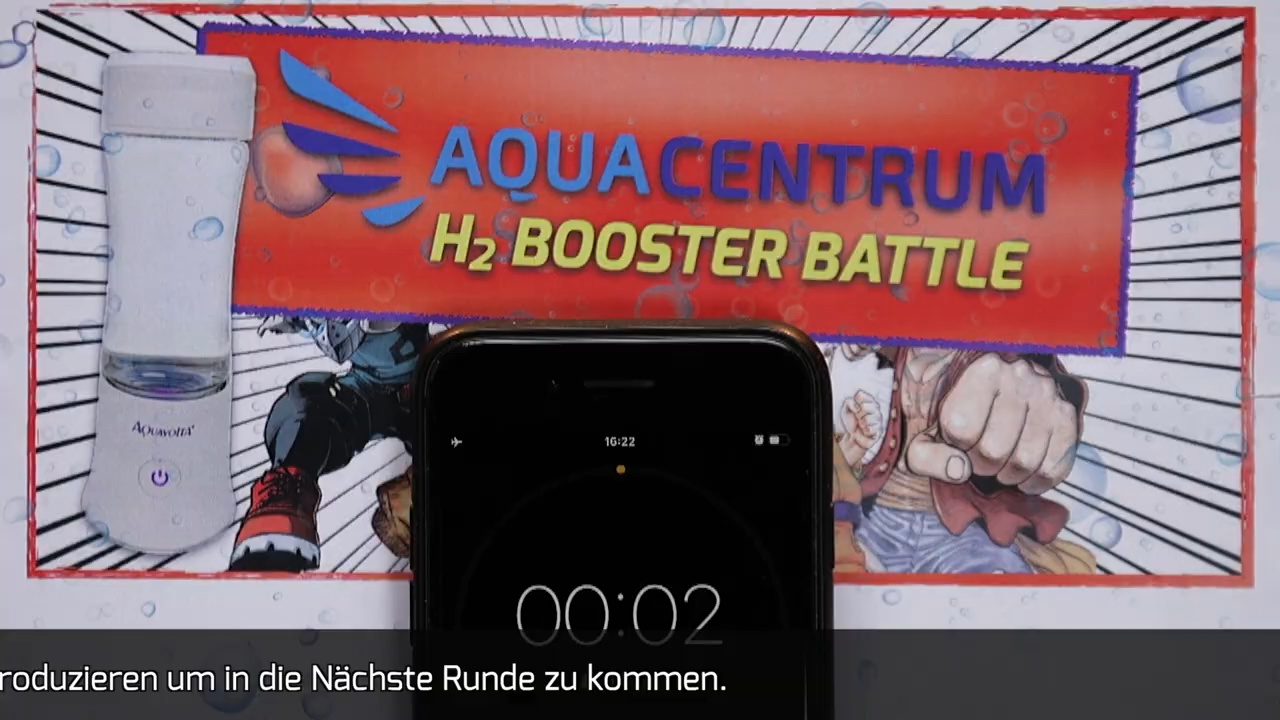 AQUACENTRUM
H₂ BOOSTER BATTLE
AQUAVOLTA
16:22
00:02
roduzieren um in die Nächste Runde zu kommen.